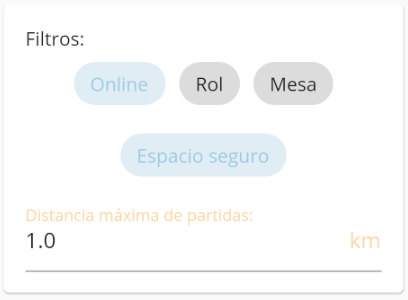 Filtros:
Online Rol Mesa
Espacio seguro
Distancia máxima de partidas:
1.0 km